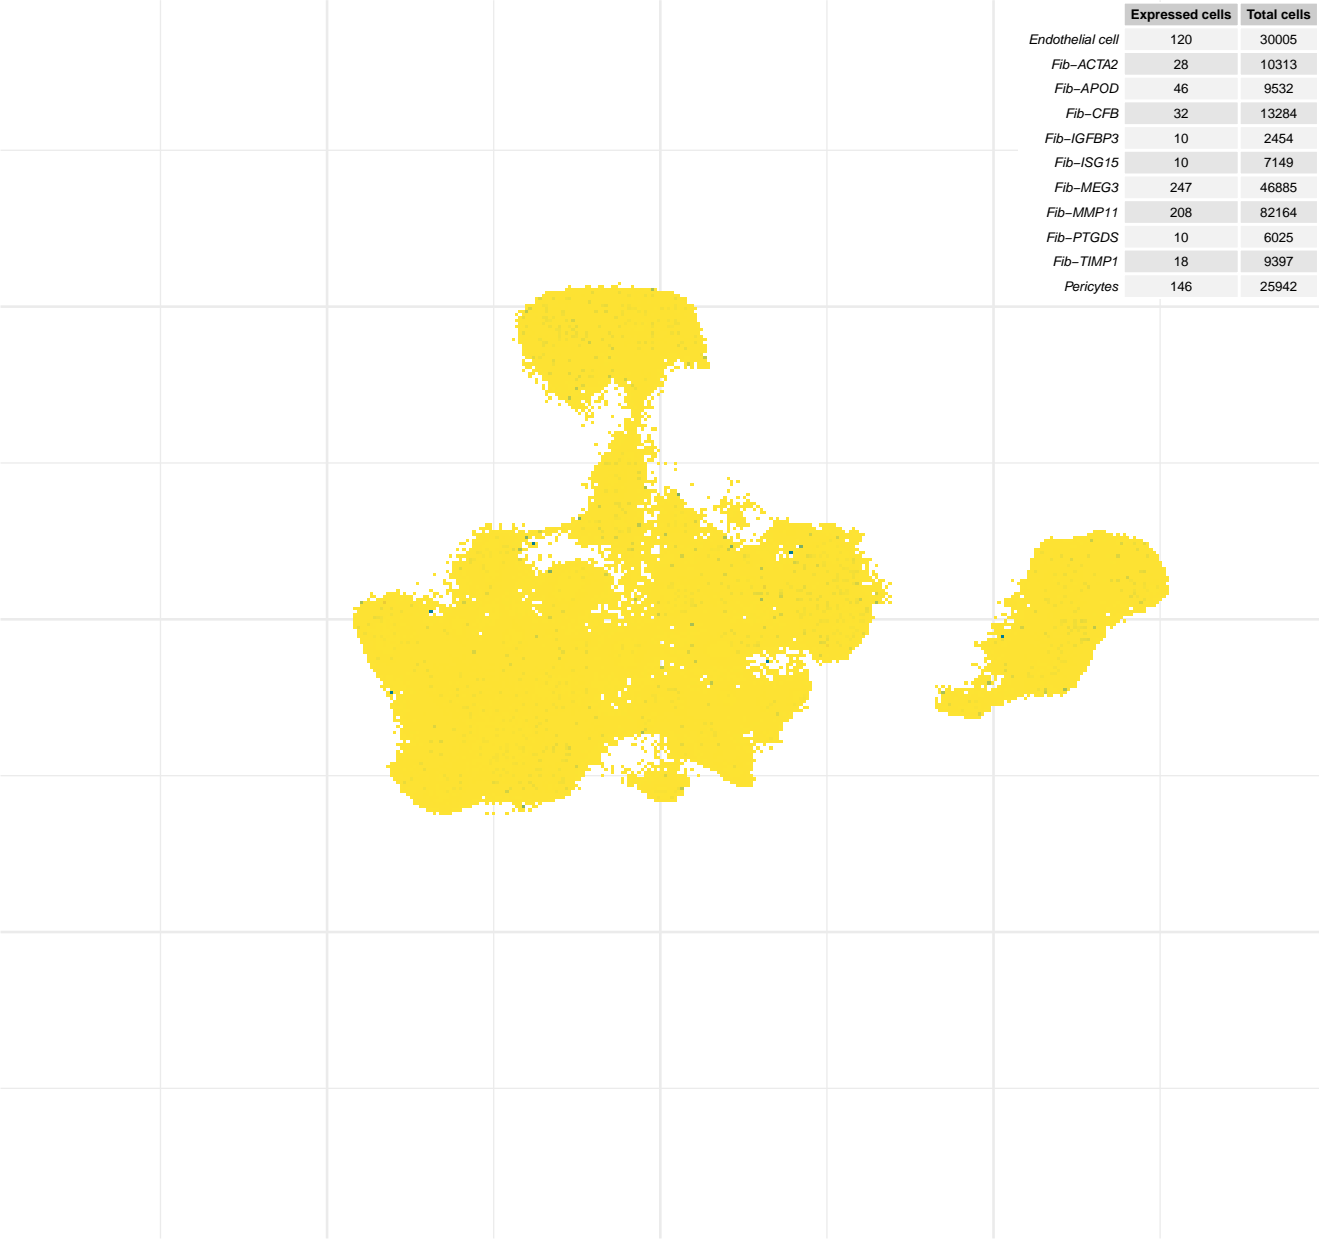 Expressed cells Total cells
Endothelial cell 120 30005
Fib−ACTA2 28 10313
Fib−APOD 46 9532
Fib−CFB 32 13284
Fib−IGFBP3 10 2454
Fib−ISG15 10 7149
Fib−MEG3 247 46885
Fib−MMP11 208 82164
Fib−PTGDS 10 6025
Fib−TIMP1 18 9397
Pericytes 146 25942